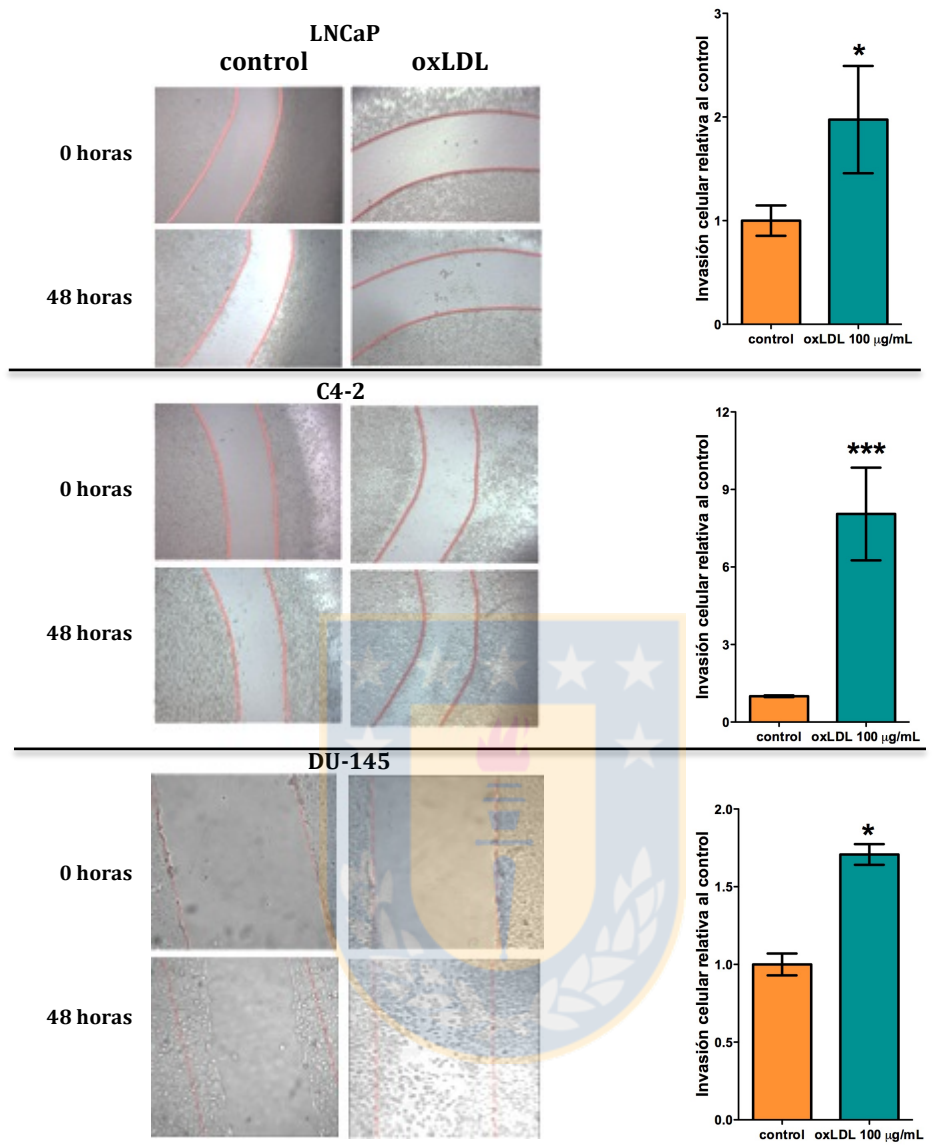 LNCaP
control oxLDL
0 horas
48 horas
Invasión celular relativa al control
3
2
1
0
*
control oxLDL 100 μg/mL
C4-2
0 horas
48 horas
Invasión celular relativa al control
12
9
6
3
0
***
control oxLDL 100 μg/mL
DU-145
0 horas
48 horas
Invasión celular relativa al control
2.0
1.5
1.0
0.5
0.0
*
control oxLDL 100 μg/mL